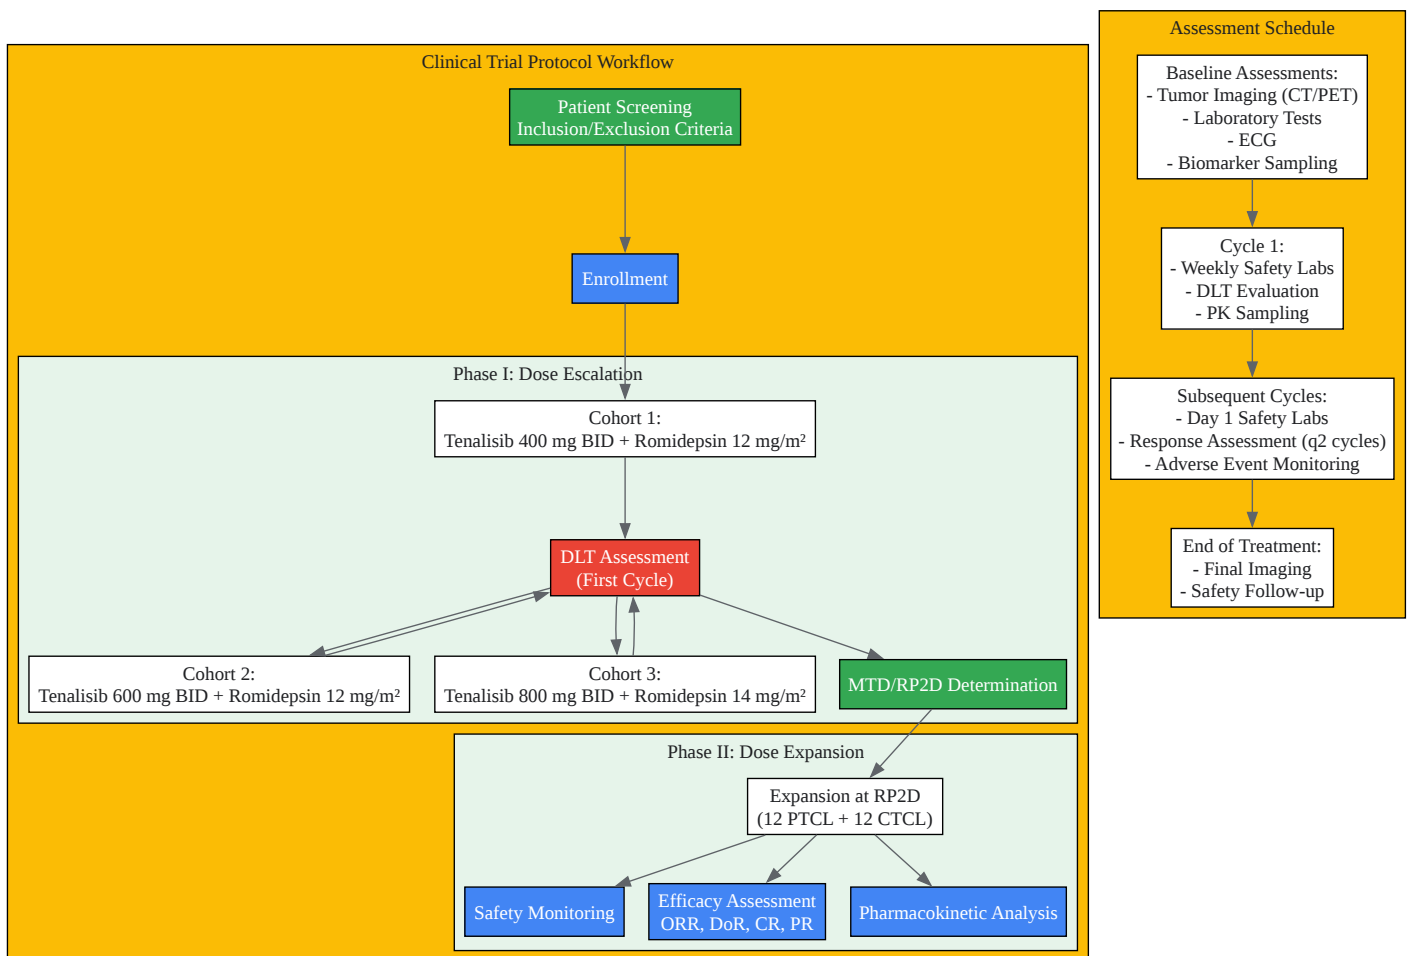 Clinical Trial Protocol Workflow
Patient Screening
Inclusion/Exclusion Criteria
Enrollment
Phase I: Dose Escalation
Cohort 1:
Tenalisib 400 mg BID + Romidepsin 12 mg/m²
DLT Assessment
(First Cycle)
Cohort 2:
Tenalisib 600 mg BID + Romidepsin 12 mg/m²
Cohort 3:
Tenalisib 800 mg BID + Romidepsin 14 mg/m²
MTD/RP2D Determination
Phase II: Dose Expansion
Expansion at RP2D
(12 PTCL + 12 CTCL)
Safety Monitoring
Efficacy Assessment
ORR, DoR, CR, PR
Pharmacokinetic Analysis
Assessment Schedule
Baseline Assessments:
- Tumor Imaging (CT/PET)
- Laboratory Tests
- ECG
- Biomarker Sampling
Cycle 1:
- Weekly Safety Labs
- DLT Evaluation
- PK Sampling
Subsequent Cycles:
- Day 1 Safety Labs
- Response Assessment (q2 cycles)
- Adverse Event Monitoring
End of Treatment:
- Final Imaging
- Safety Follow-up